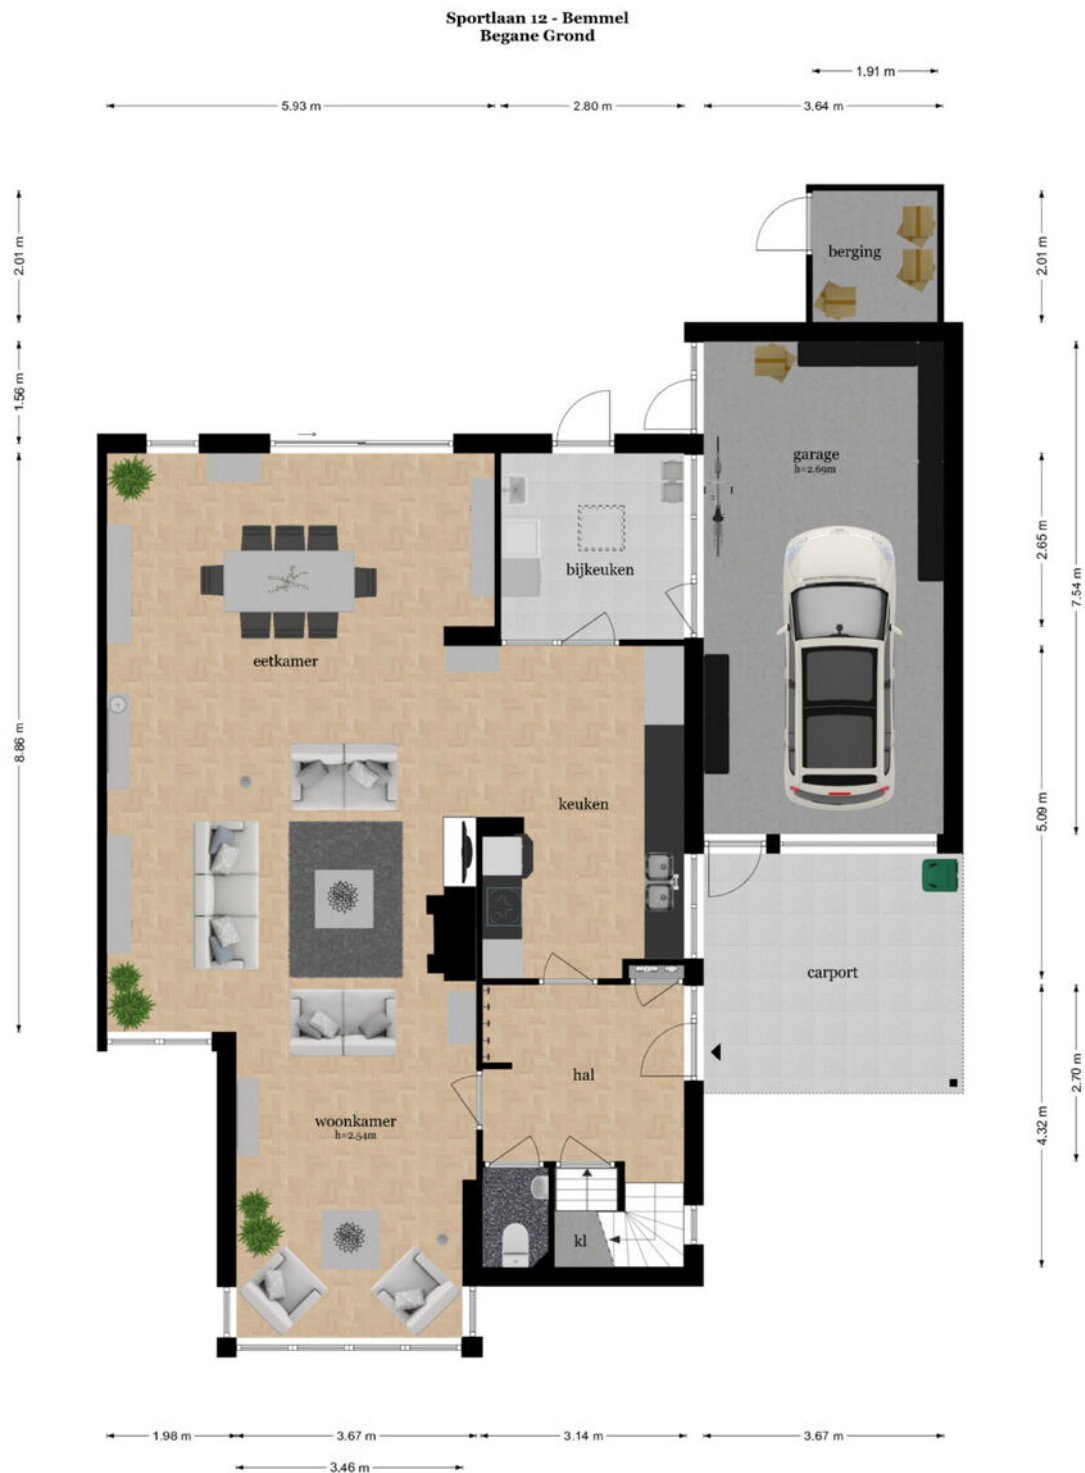 Sportlaan 12 - Bemmel
Begane Grond
1.91 m
5.93 m
2.80 m
3.64 m
2.01 m
2.01 m
berging
1.56 m
garage
h=2.69m
2.65 m
7.54 m
bijkeuken
eetkamer
8.86 m
keuken
5.09 m
carport
hal
2.70 m
woonkamer
h=2.54m
4.32 m
kl
1.98 m
3.67 m
3.14 m
3.67 m
3.46 m